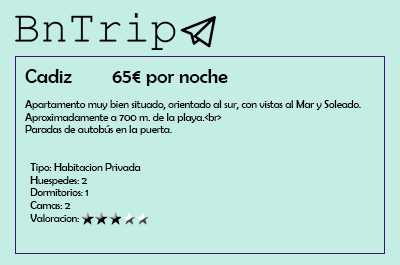 BnTrip
Cadiz 65€ por noche
Apartamento muy bien situado, orientado al sur, con vistas al Mar y Soleado.
Aproximadamente a 700 m. de la playa.<br>
Paradas de autobús en la puerta.
Tipo: Habitacion Privada
Huespedes: 2
Dormitorios: 1
Camas: 2
Valoracion: